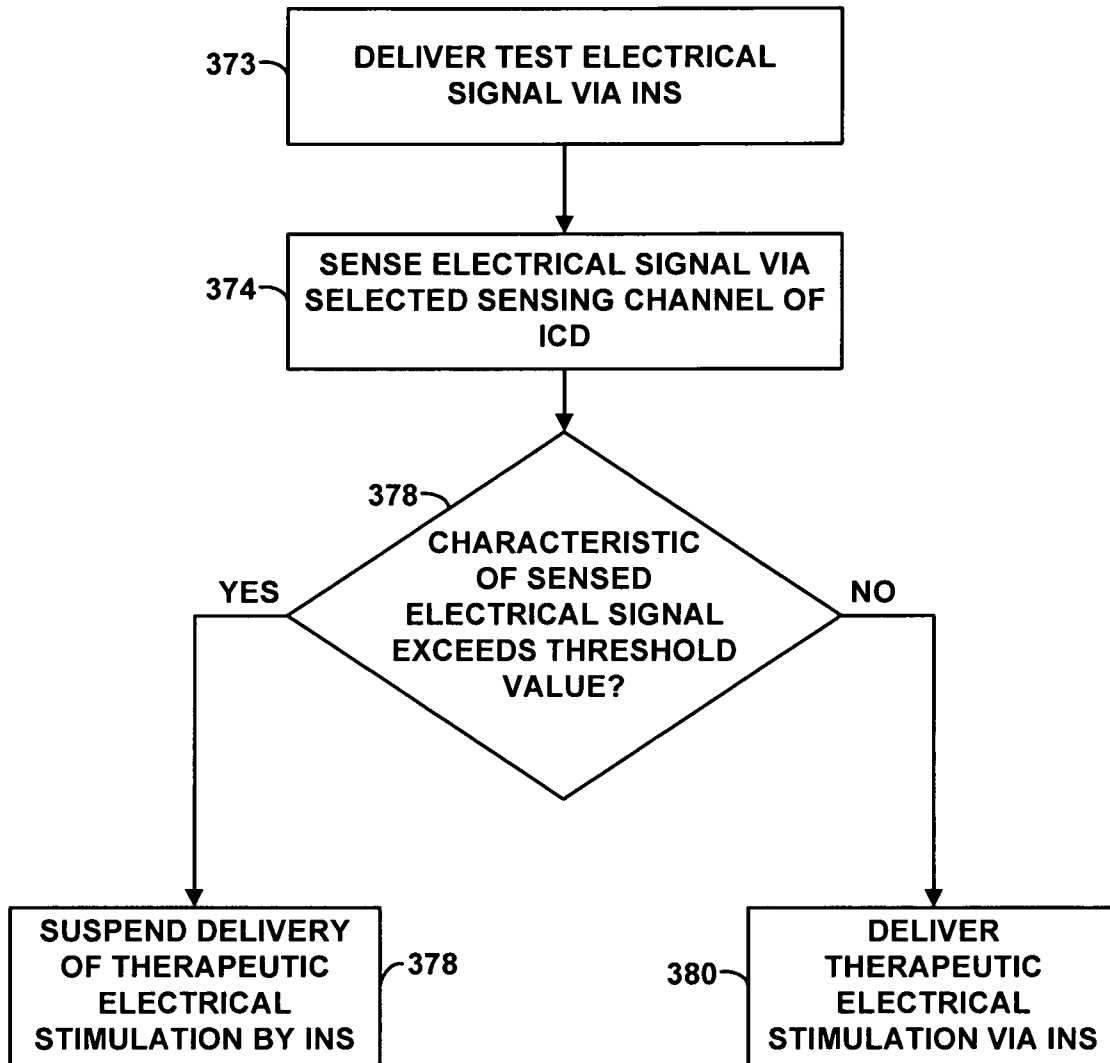 373
DELIVER TEST ELECTRICAL
SIGNAL VIA INS
374
SENSE ELECTRICAL SIGNAL VIA
SELECTED SENSING CHANNEL OF
ICD
378
CHARACTERISTIC
OF SENSED
ELECTRICAL SIGNAL
EXCEEDS THRESHOLD
VALUE?
YES
NO
SUSPEND DELIVERY
OF THERAPEUTIC
ELECTRICAL
STIMULATION BY INS
378
380
DELIVER
THERAPEUTIC
ELECTRICAL
STIMULATION VIA INS